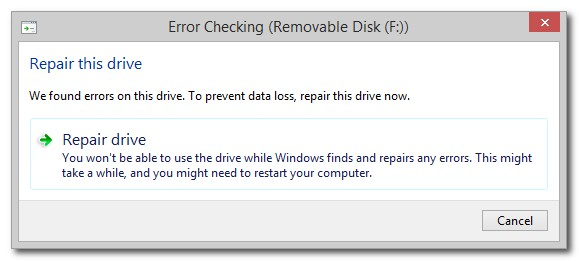 Error Checking (Removable Disk (F:))
Repair this drive
We found errors on this drive. To prevent data loss, repair this drive now.
Repair drive
You won't be able to use the drive while Windows finds and repairs any errors. This might
take a while, and you might need to restart your computer.
Cancel